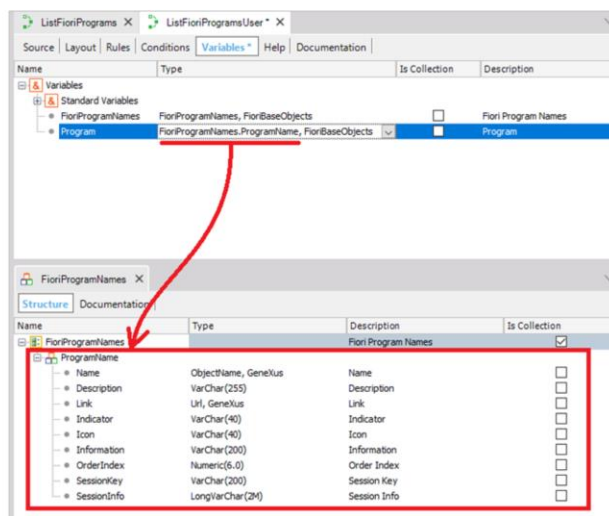 ListFioriPrograms X ListFioriProgramsUser * X
Source Layout Rules Conditions Variables * Help Documentation
Name Type Is Collection Description
& Variables
& Standard Variables
FioriProgramNames FioriProgramNames, FioriBaseObjects Fiori Program Names
Program FioriProgramNames.ProgramName, FioriBaseObjects Program
FioriProgramNames X
Structure Documentation
Name Type Description Is Collection
FioriProgramNames Fiori Program Names
ProgramName
Name ObjectName, GeneXus Name
Description VarChar(255) Description
Link Url, GeneXus Link
Indicator VarChar(40) Indicator
Icon VarChar(40) Icon
Information VarChar(200) Information
OrderIndex Numeric(6.0) Order Index
SessionKey VarChar(200) Session Key
SessionInfo LongVarChar(2M) Session Info